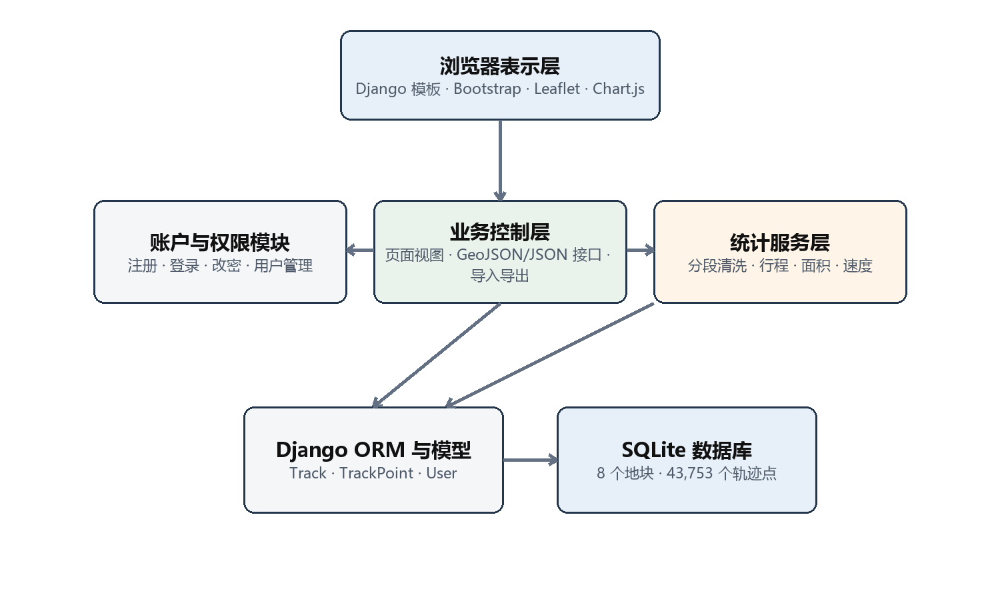 浏览器表示层
Django 模板 · Bootstrap · Leaflet · Chart.js
账户与权限模块
注册 · 登录 · 改密 · 用户管理
业务控制层
页面视图 · GeoJSON/JSON 接口 ·
导入导出
统计服务层
分段清洗 · 行程 · 面积 · 速度
Django ORM 与模型
Track · TrackPoint · User
SQLite 数据库
8 个地块 · 43,753 个轨迹点